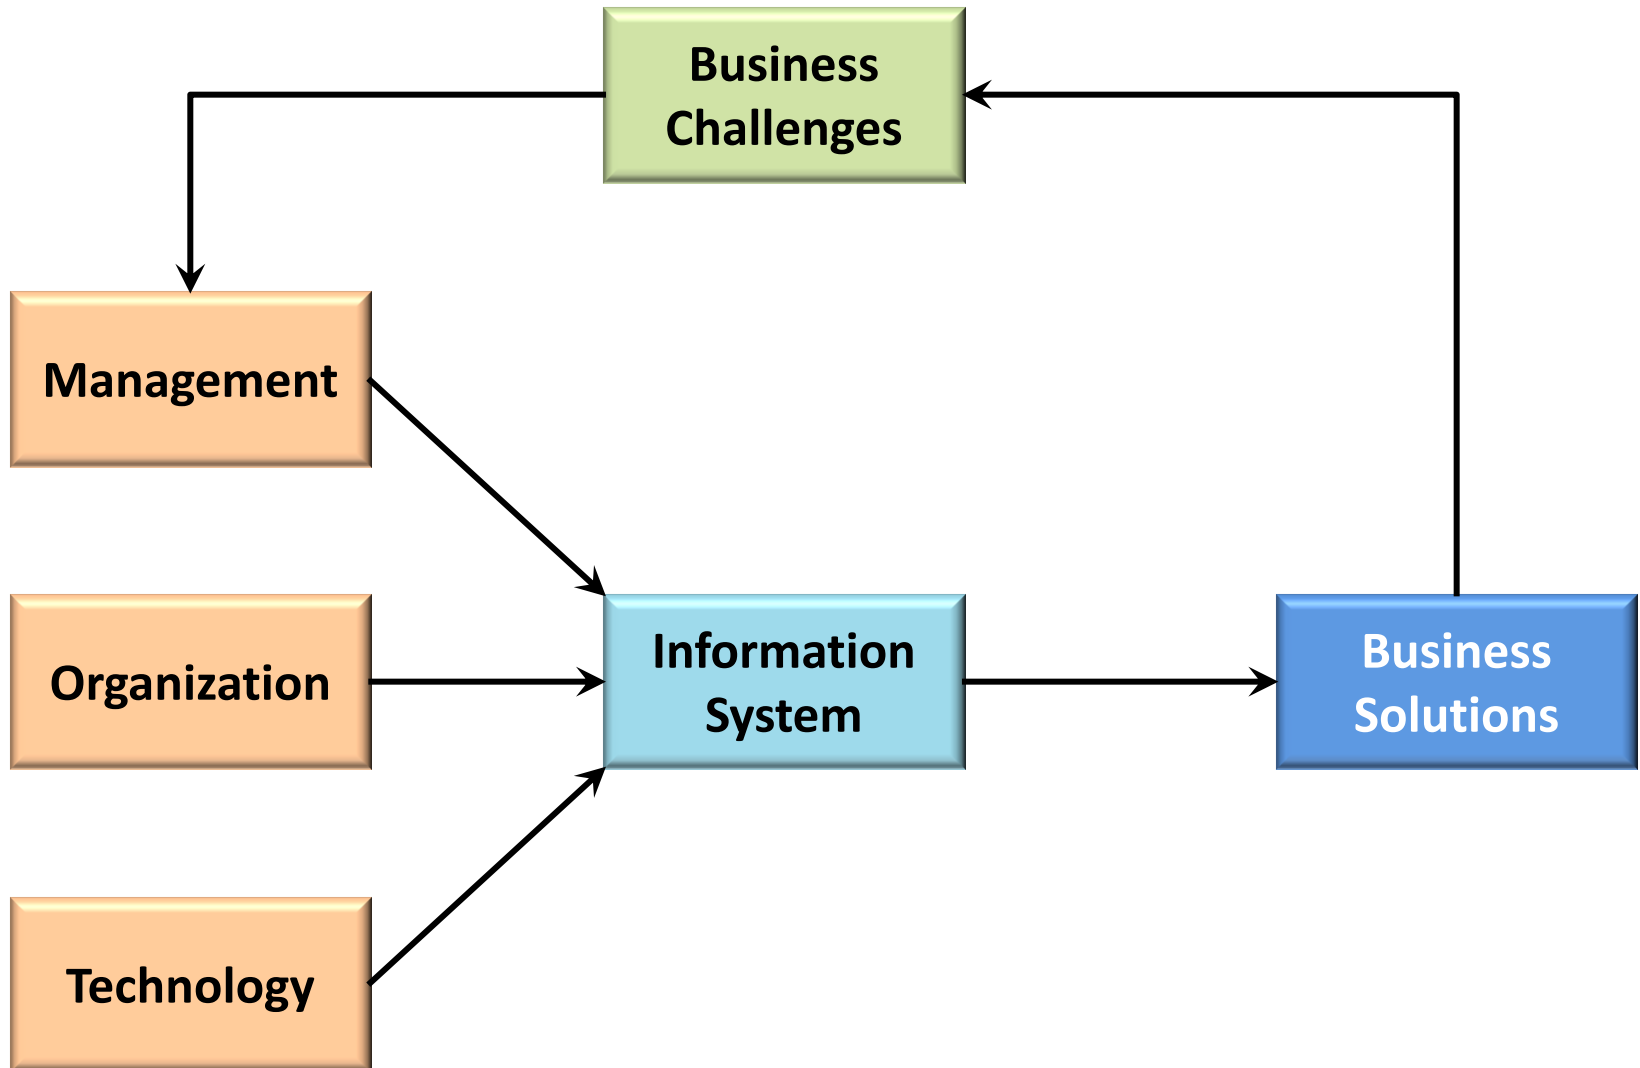 Business
Challenges
Management
Organization
Information
System
Business
Solutions
Technology